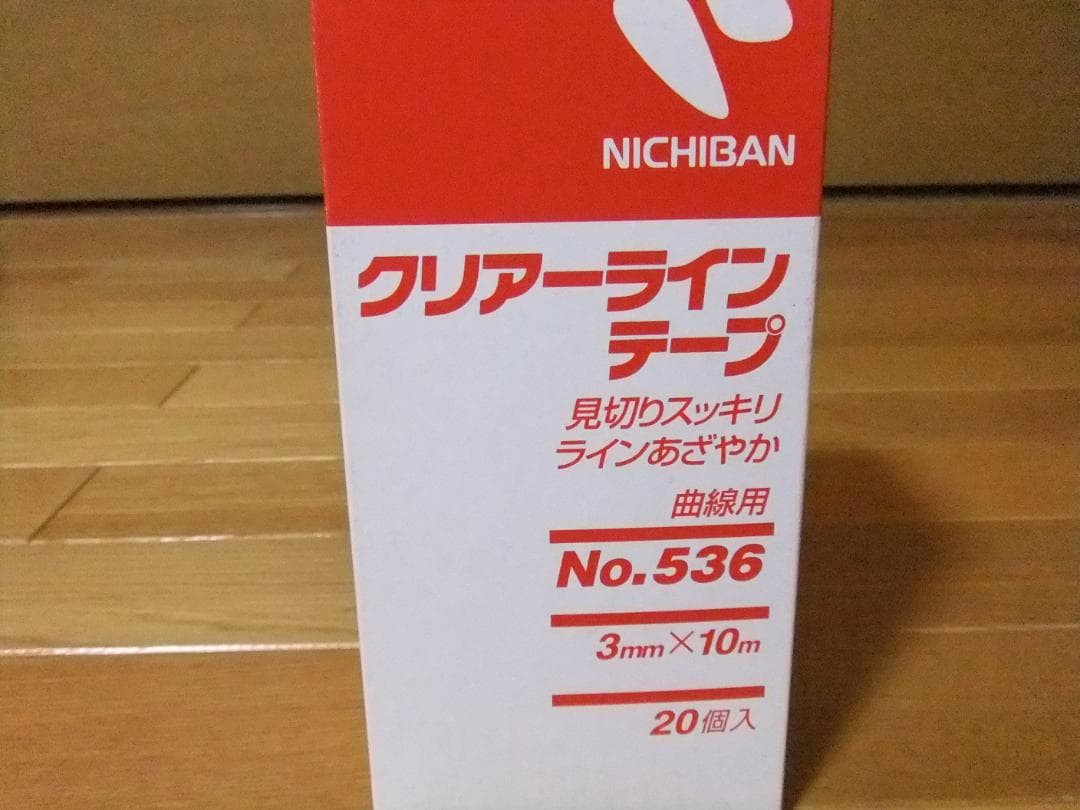 NICHIBAN
クリアーライン
テープ
見切りスッキリ
ラインあざやか
曲線用
No.536
3mm×10m
20個入